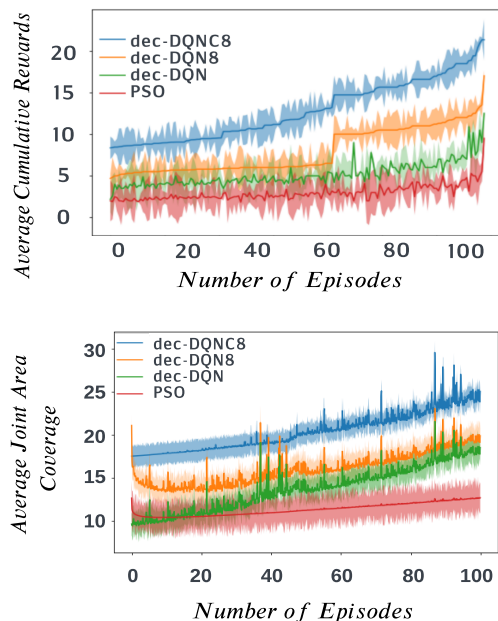 Average Cumulative Rewards
20
15
10
5
0
dec-DQNC8
dec-DQN8
dec-DQN
PSO
0 20 40 60 80 100
Number of Episodes
Average Joint Area
Coverage
30
25
20
15
10
dec-DQNC8
dec-DQN8
dec-DQN
PSO
0 20 40 60 80 100
Number of Episodes